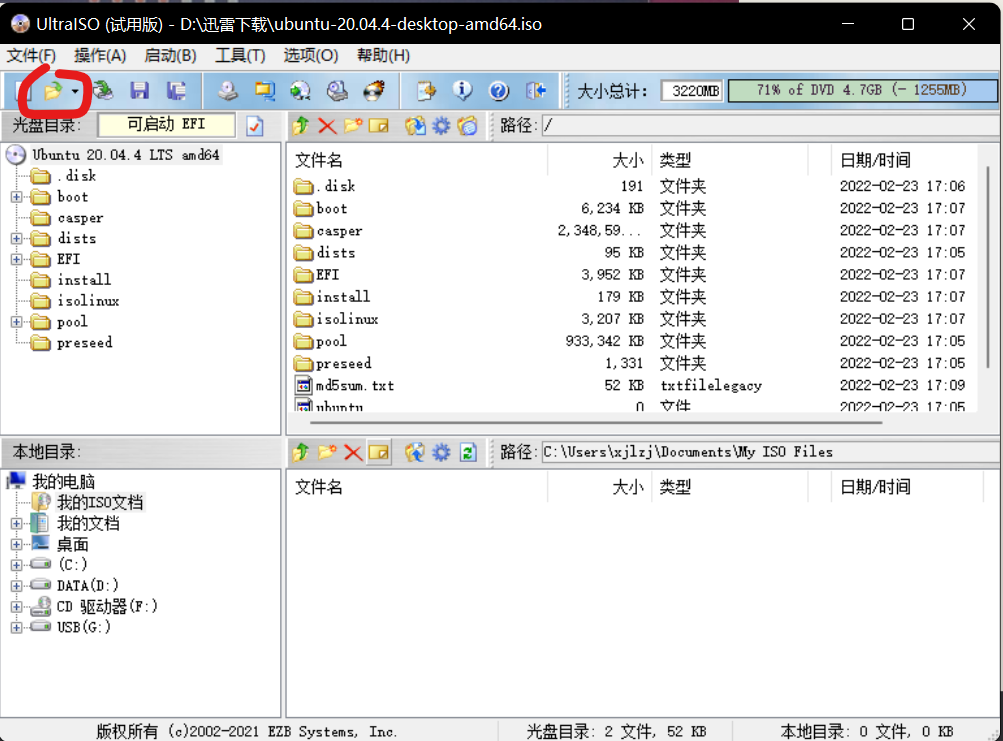 UltraISO (试用版) - D:\迅雷下载\ubuntu-20.04.4-desktop-amd64.iso
文件(F) 操作(A) 启动(B) 工具(T) 选项(O) 帮助(H)
大小总计: 3220MB 71% of DVD 4.7GB (- 1255MB)
光盘目录: 可启动 EFI 路径: /
Ubuntu 20.04.4 LTS amd64
.disk
boot
casper
dists
EFI
install
isolinux
pool
preseed
文件名 大小 类型 日期/时间
.disk 191 文件夹 2022-02-23 17:06
boot 6,234 KB 文件夹 2022-02-23 17:07
casper 2,348,59... 文件夹 2022-02-23 17:07
dists 95 KB 文件夹 2022-02-23 17:05
EFI 3,952 KB 文件夹 2022-02-23 17:07
install 179 KB 文件夹 2022-02-23 17:07
isolinux 3,207 KB 文件夹 2022-02-23 17:07
pool 933,342 KB 文件夹 2022-02-23 17:05
preseed 1,331 文件夹 2022-02-23 17:05
md5sum.txt 52 KB txtfilelegacy 2022-02-23 17:09
ubuntu 0 文件 2022-02-23 17:05
本地目录: 路径: C:\Users\xjlzj\Documents\My ISO Files
我的电脑
我的ISO文档
我的文档
桌面
(C:)
DATA(D:)
CD 驱动器(F:)
USB(G:)
文件名 大小 类型 日期/时间
版权所有 (c)2002-2021 EZB Systems, Inc. 光盘目录: 2 文件, 52 KB 本地目录: 0 文件, 0 KB